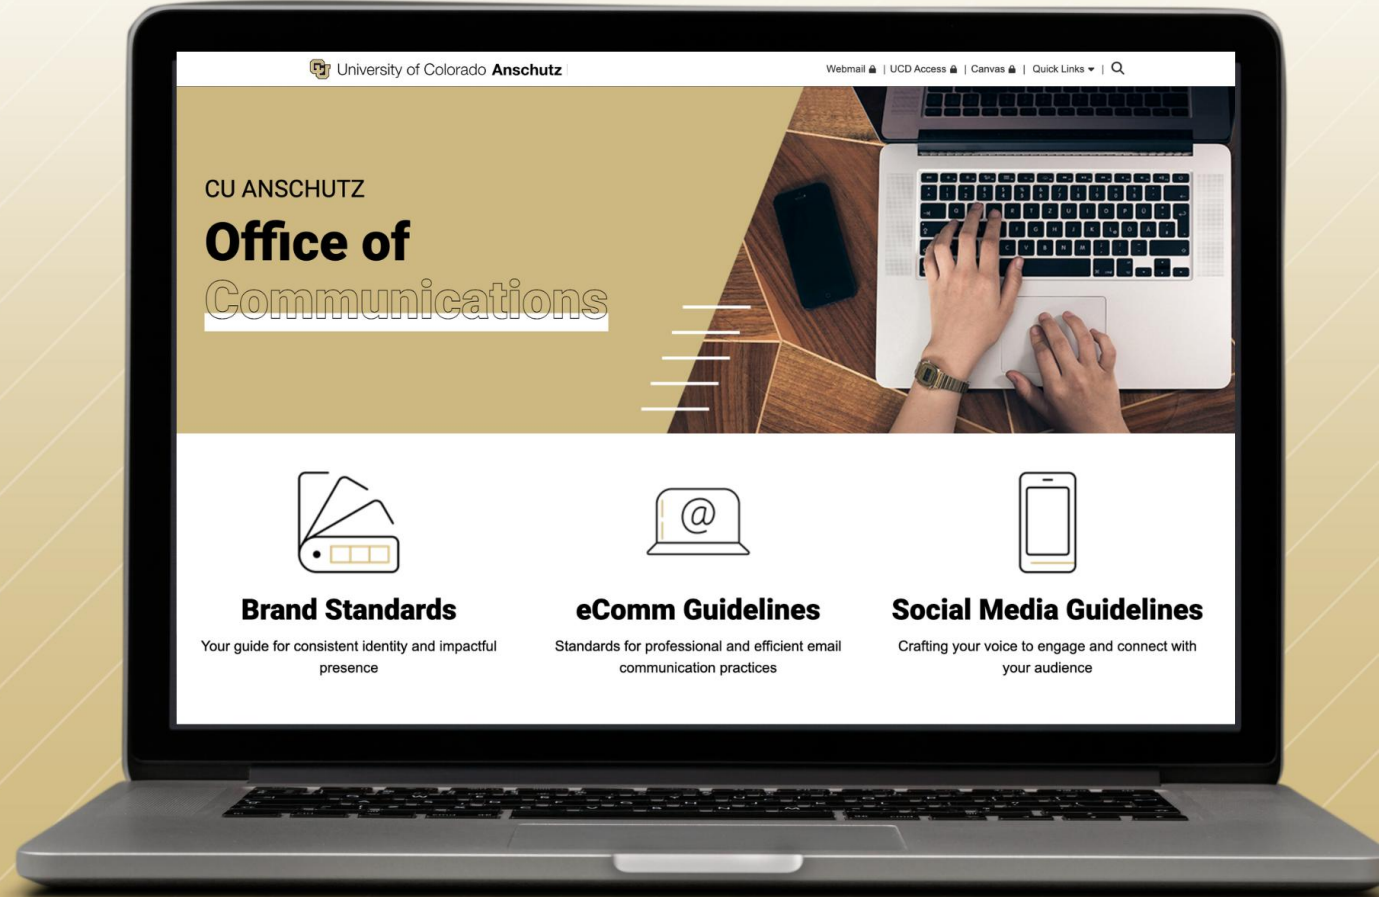 University of Colorado Anschutz
Webmail | UCD Access | Canvas | Quick Links |
CU ANSCHUTZ
Office of
Communications
@
Brand Standards
Your guide for consistent identity and impactful
presence
eComm Guidelines
Standards for professional and efficient email
communication practices
Social Media Guidelines
Crafting your voice to engage and connect with
your audience